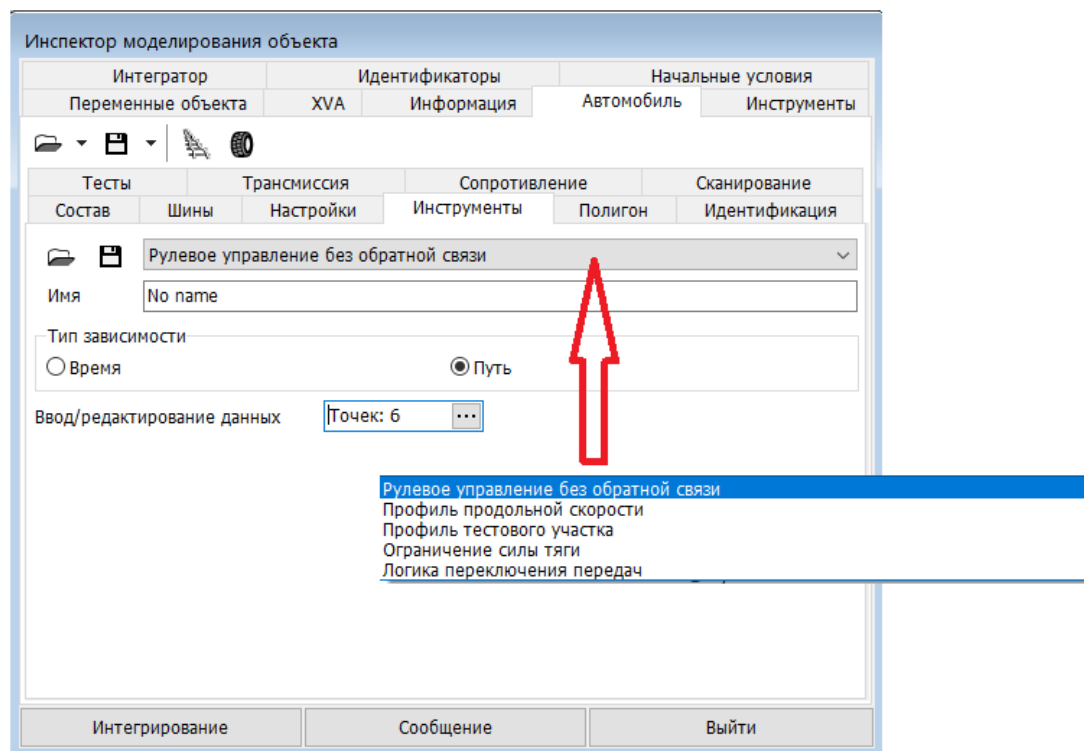 Инспектор моделирования объекта
Интегратор Идентификаторы Начальные условия
Переменные объекта XVA Информация Автомобиль Инструменты
Тесты Трансмиссия Сопротивление Сканирование
Состав Шины Настройки Инструменты Полигон Идентификация
Рулевое управление без обратной связи
Имя No name
Тип зависимости
Время Путь
Ввод/редактирование данных Точек: 6 ...
Рулевое управление без обратной связи
Профиль продольной скорости
Профиль тестового участка
Ограничение силы тяги
Логика переключения передач
Интегрирование Сообщение Выйти